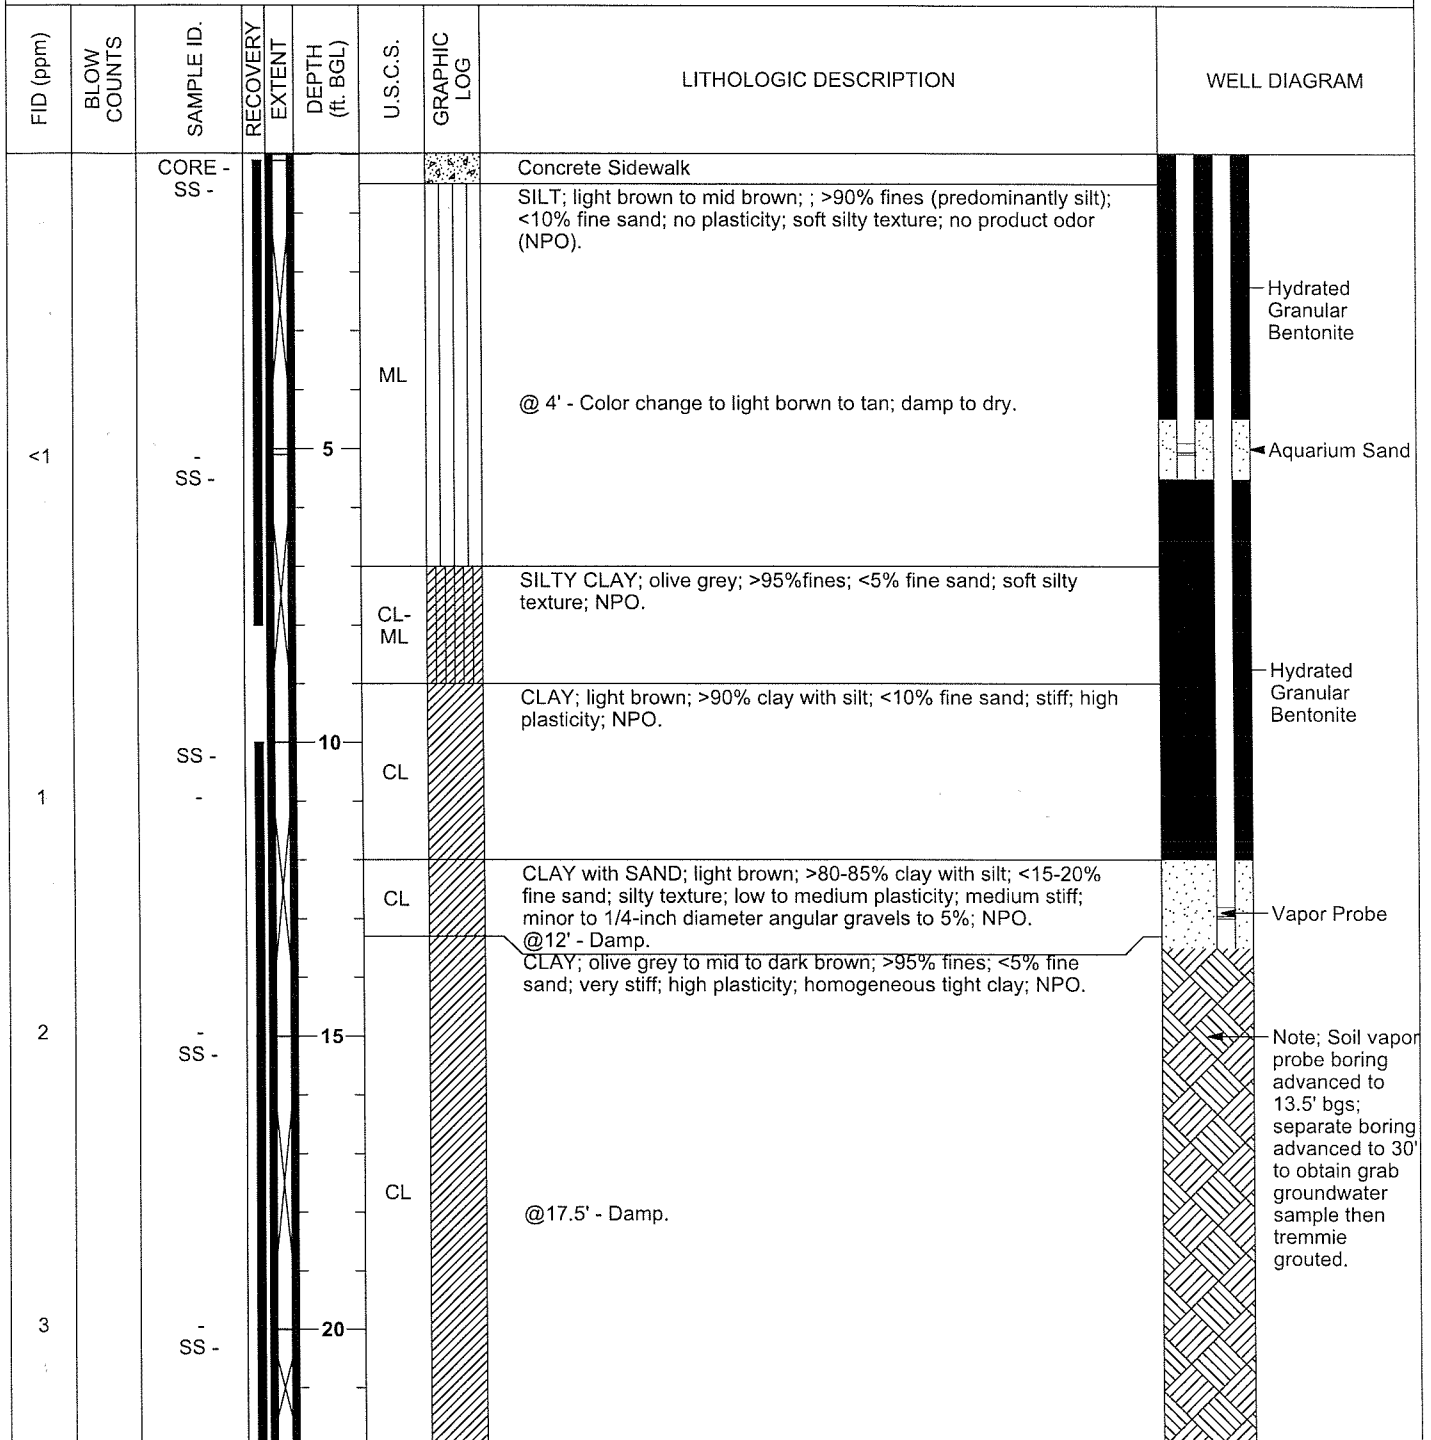 FID (ppm)
BLOW
COUNTS
SAMPLE ID.
RECOVERY
EXTENT
DEPTH
(ft. BGL)
U.S.C.S.
GRAPHIC
LOG
LITHOLOGIC DESCRIPTION
WELL DIAGRAM
CORE -
SS -
Concrete Sidewalk
SILT; light brown to mid brown; ; >90% fines (predominantly silt);
<10% fine sand; no plasticity; soft silty texture; no product odor
(NPO).
Hydrated
Granular
Bentonite
ML
@ 4' - Color change to light borwn to tan; damp to dry.
<1
-
SS -
5
Aquarium Sand
SILTY CLAY; olive grey; >95%fines; <5% fine sand; soft silty
texture; NPO.
CL-
ML
Hydrated
Granular
Bentonite
CLAY; light brown; >90% clay with silt; <10% fine sand; stiff; high
plasticity; NPO.
SS -
10
CL
1
-
CLAY with SAND; light brown; >80-85% clay with silt; <15-20%
fine sand; silty texture; low to medium plasticity; medium stiff;
minor to 1/4-inch diameter angular gravels to 5%; NPO.
@12' - Damp.
CL
Vapor Probe
CLAY; olive grey to mid to dark brown; >95% fines; <5% fine
sand; very stiff; high plasticity; homogeneous tight clay; NPO.
2
-
SS -
15
Note; Soil vapor
probe boring
advanced to
13.5' bgs;
separate boring
advanced to 30'
to obtain grab
groundwater
sample then
tremmie
grouted.
CL
@17.5' - Damp.
3
-
SS -
20